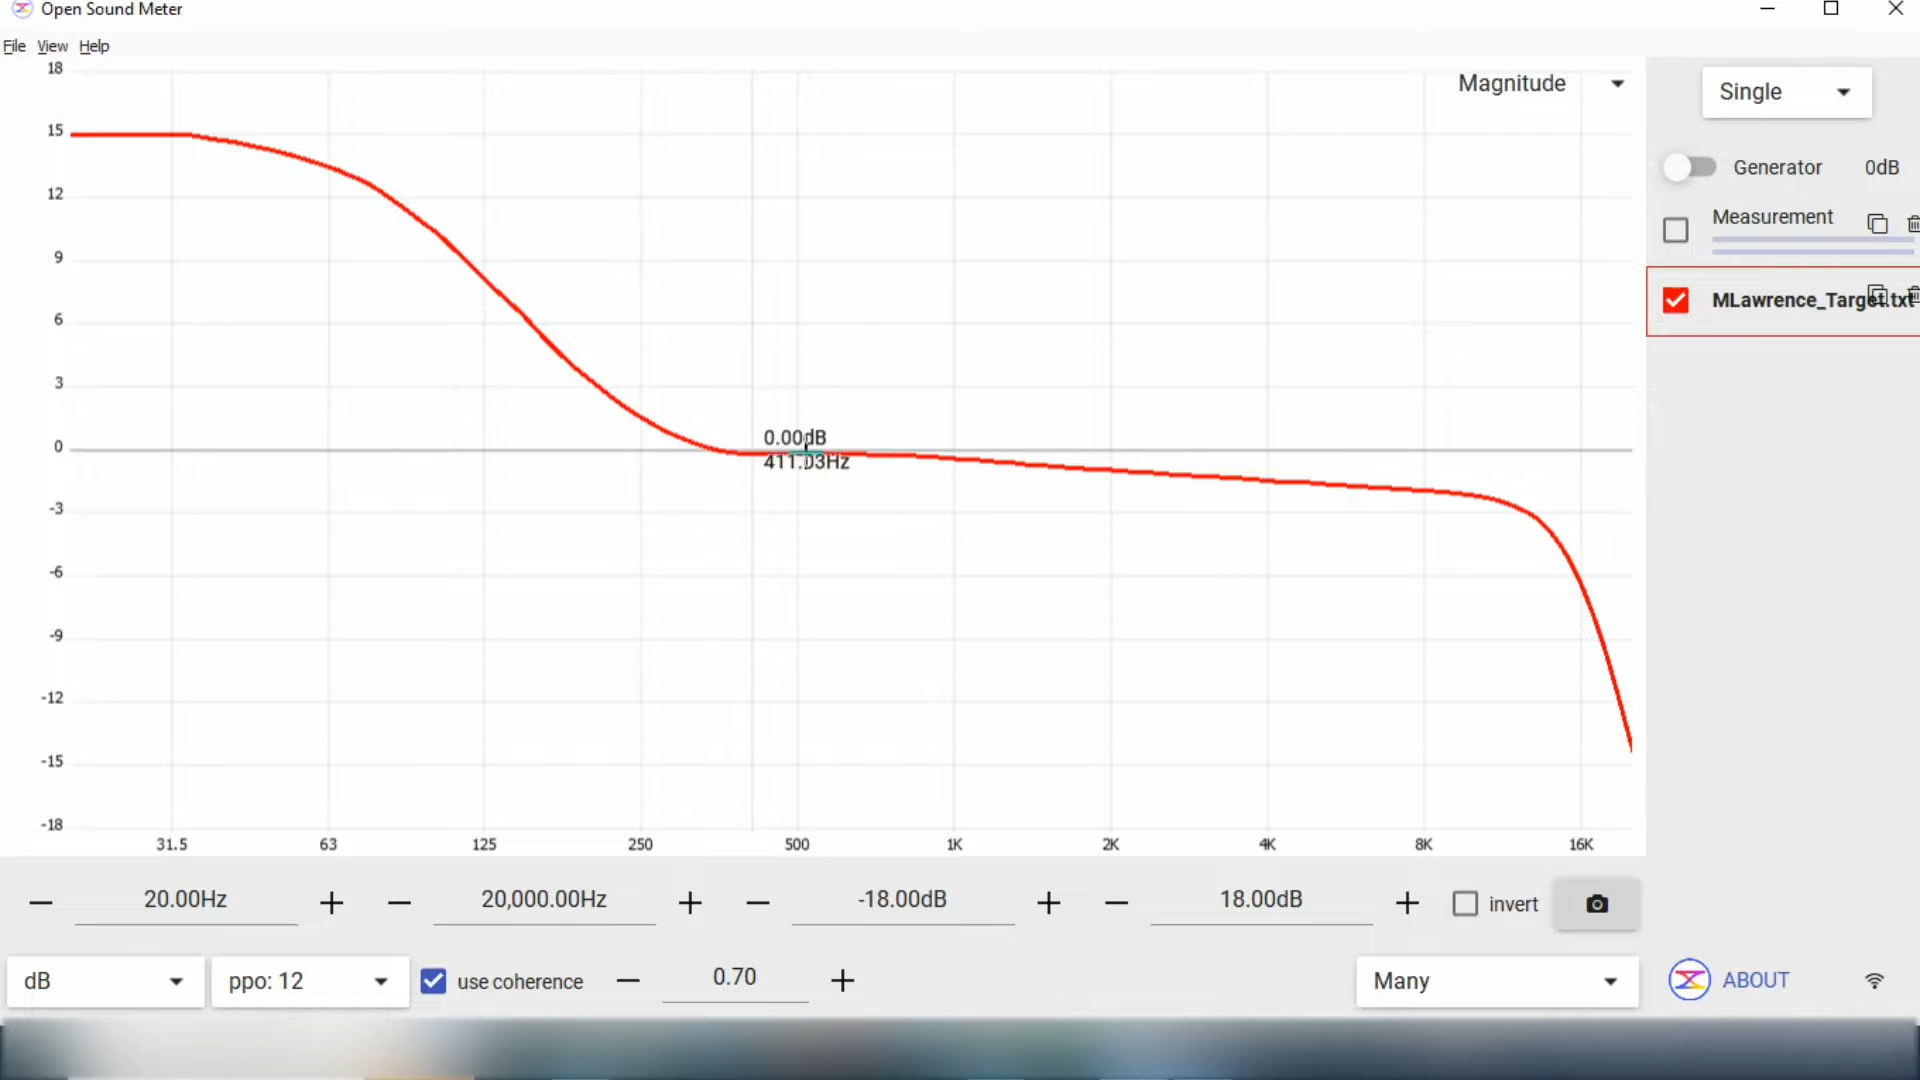 Open Sound Meter
File View Help
Magnitude
18
15
12
9
6
3
0
-3
-6
-9
-12
-15
-18
0.00dB
411.03Hz
31.5 63 125 250 500 1K 2K 4K 8K 16K
Single
Generator 0dB
Measurement
MLawrence_Target.txt
20.00Hz 20,000.00Hz -18.00dB 18.00dB invert
dB ppo: 12 use coherence 0.70 Many ABOUT